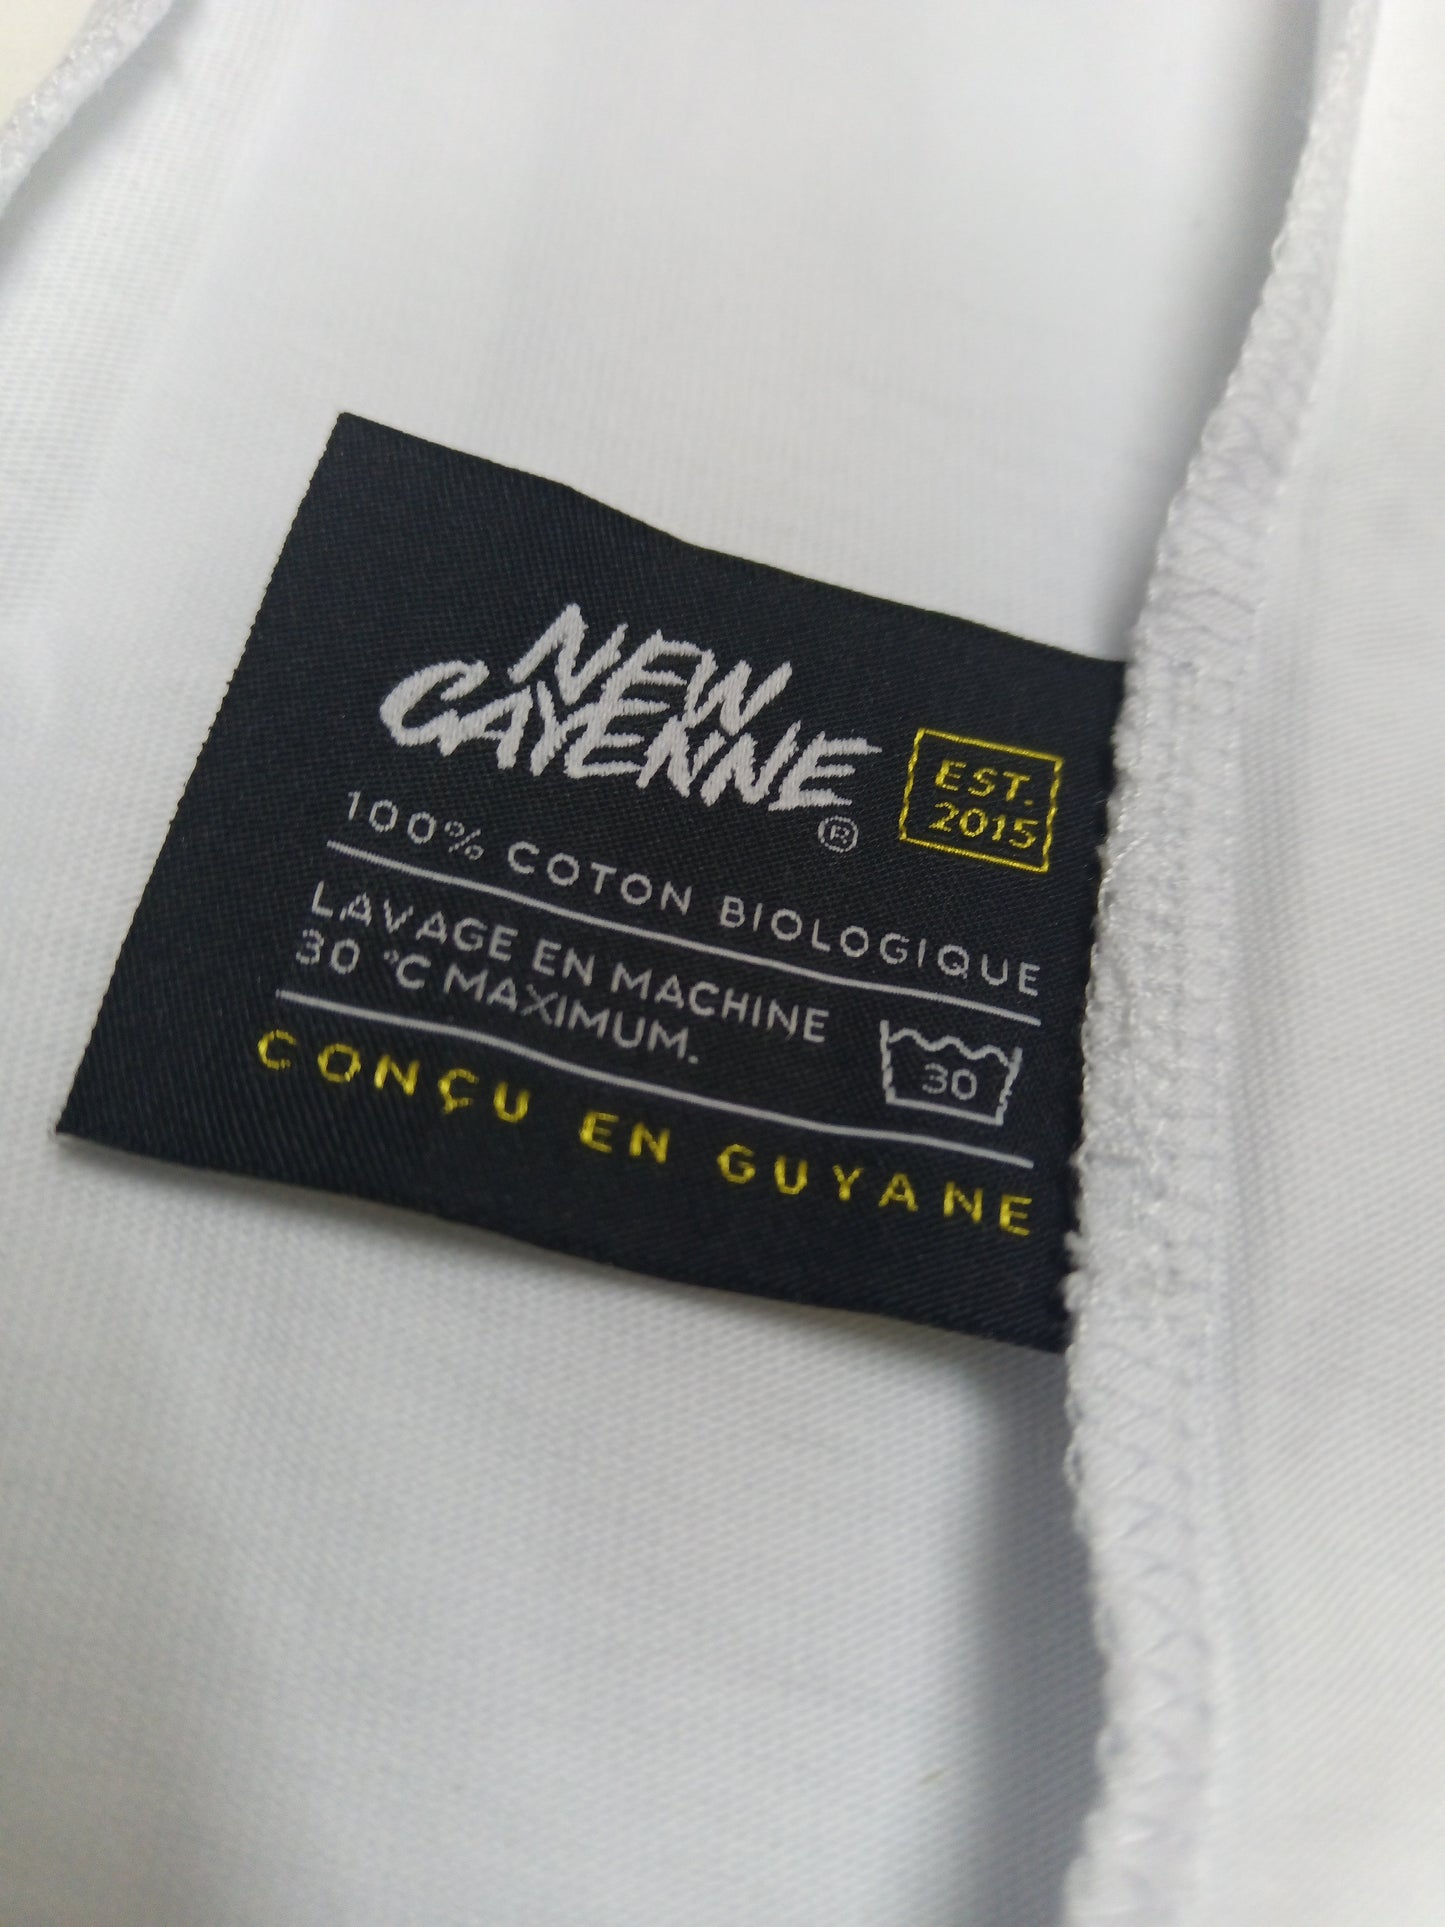 NEW
CAYENNE ®
EST.
2015
100% COTON BIOLOGIQUE
LAVAGE EN MACHINE
30 °C MAXIMUM.
30
CONÇU EN GUYANE